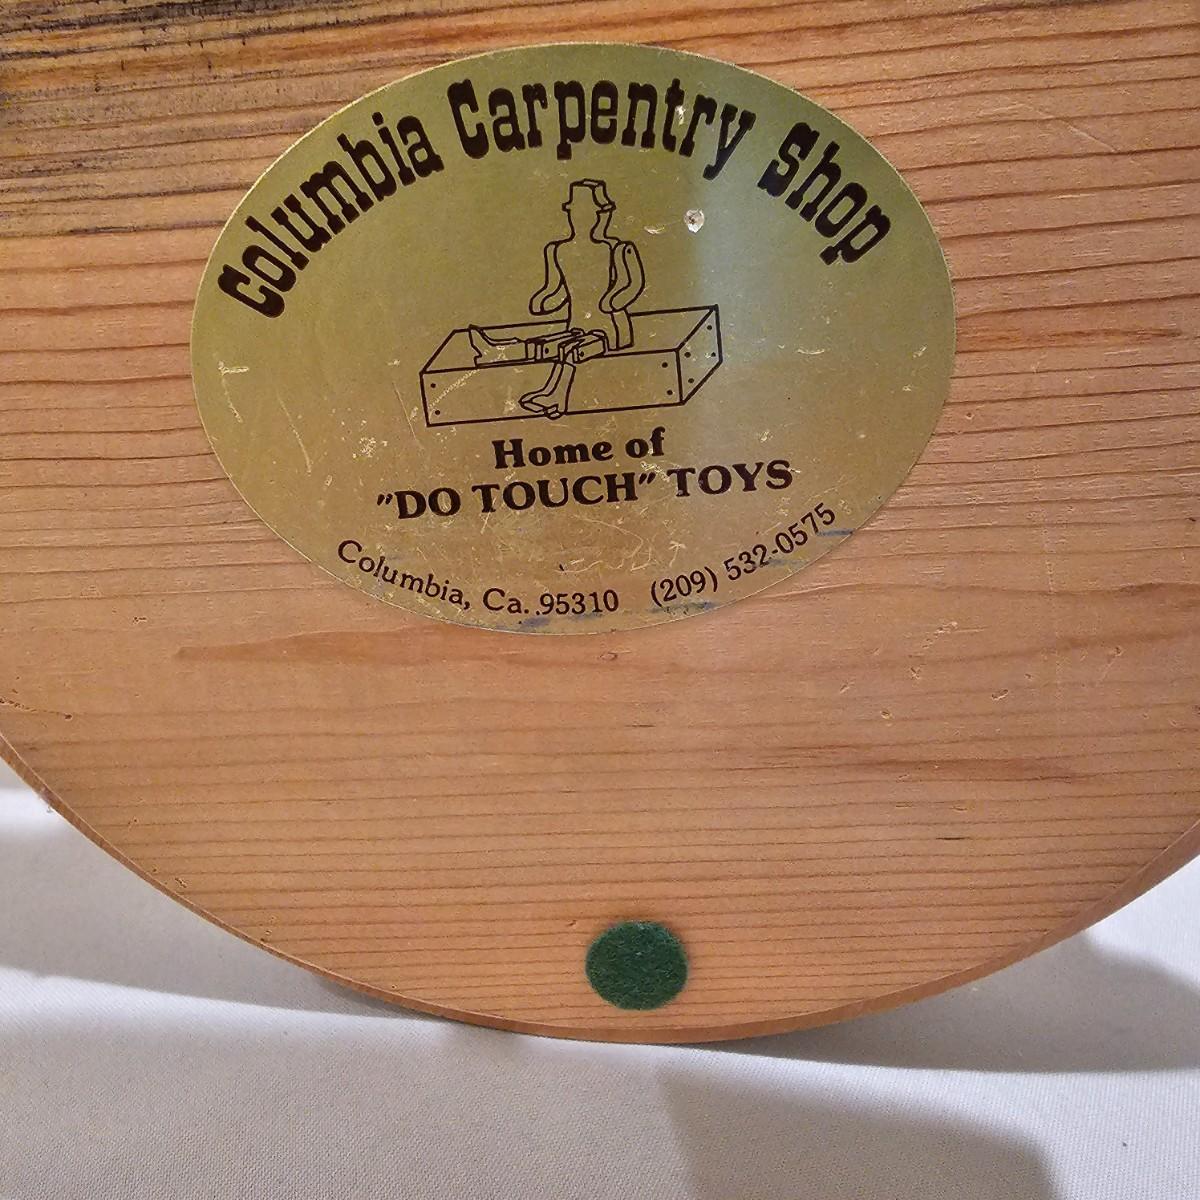 Columbia Carpentry Shop
Home of
"DO TOUCH" TOYS
Columbia, Ca. 95310 (209) 532-0575